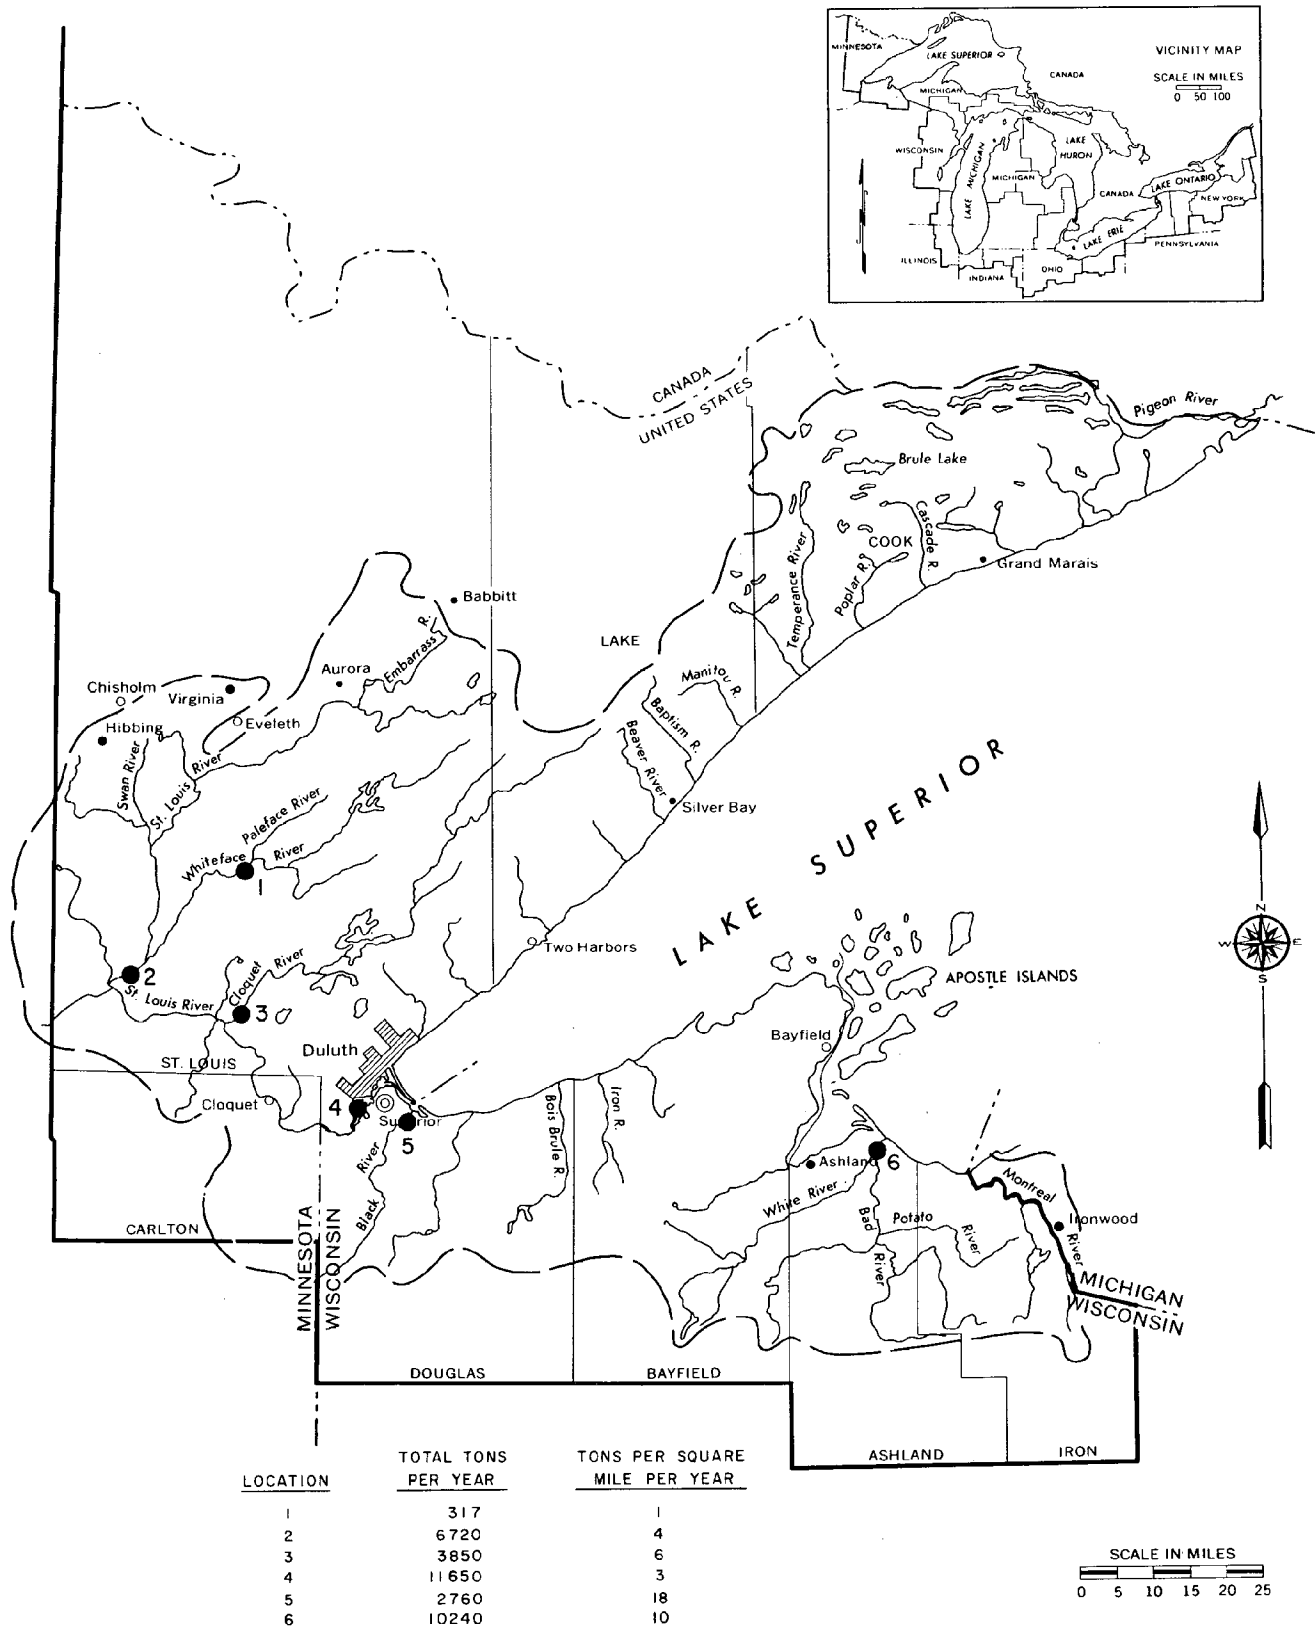 VICINITY MAP
SCALE IN MILES
0 50 100
MINNESOTA
LAKE SUPERIOR
CANADA
MICHIGAN
WISCONSIN
LAKE MICHIGAN
MICHIGAN
LAKE
HURON
CANADA
LAKE ONTARIO
NEW YORK
LAKE ERIE
PENNSYLVANIA
ILLINOIS
INDIANA
OHIO
CANADA
UNITED STATES
Pigeon River
Brule Lake
Cascade R.
COOK
Temperance River
Poplar R.
Grand Marais
Babbitt
LAKE
Embarrass R.
Aurora
Manitou R.
Chisholm
Virginia
Baptism R.
Eveleth
Hibbing
Beaver River
Swan River
St. Louis River
LAKE SUPERIOR
Silver Bay
Paleface River
Whiteface River
1
Two Harbors
N
W E
S
2
Cloquet River
St. Louis River
3
APOSTLE ISLANDS
Bayfield
Duluth
ST. LOUIS
Cloquet
4
Superior
5
Iron R.
Bois Brule R.
Black River
Ashland
6
White River
Bad River
Potato River
Montreal River
Ironwood
CARLTON
MINNESOTA
WISCONSIN
MICHIGAN
WISCONSIN
DOUGLAS
BAYFIELD
ASHLAND
IRON
LOCATION TOTAL TONS PER YEAR TONS PER SQUARE MILE PER YEAR
1 317 1
2 6720 4
3 3850 6
4 11650 3
5 2760 18
6 10240 10
SCALE IN MILES
0 5 10 15 20 25